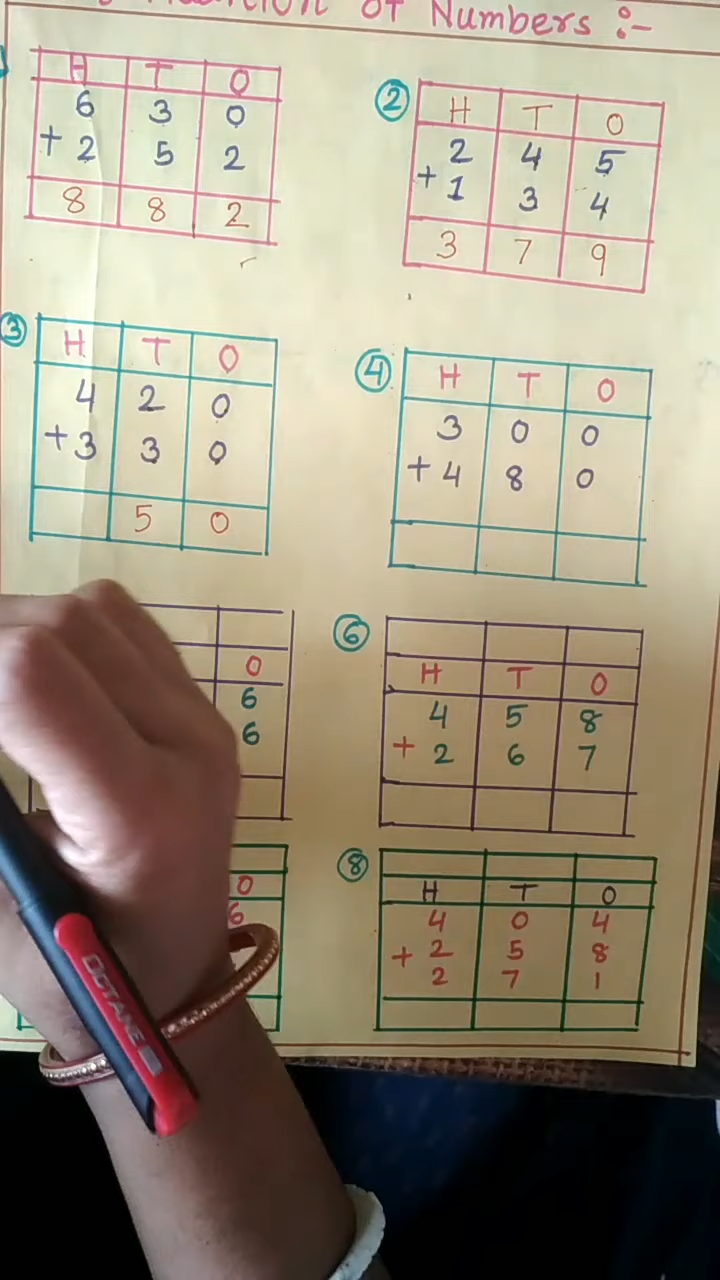 of Numbers :-
H T O
6 3 0
+ 2 5 2
8 8 2
2
H T O
2 4 5
+ 1 3 4
3 7 9
3
H T O
4 2 0
+ 3 3 0
5 0
4
H T O
3 0 0
+ 4 8 0
O
6
6
6
H T O
4 5 8
+ 2 6 7
O
6
8
H T O
4 0 4
+ 2 5 8
2 7 1
OCTANE